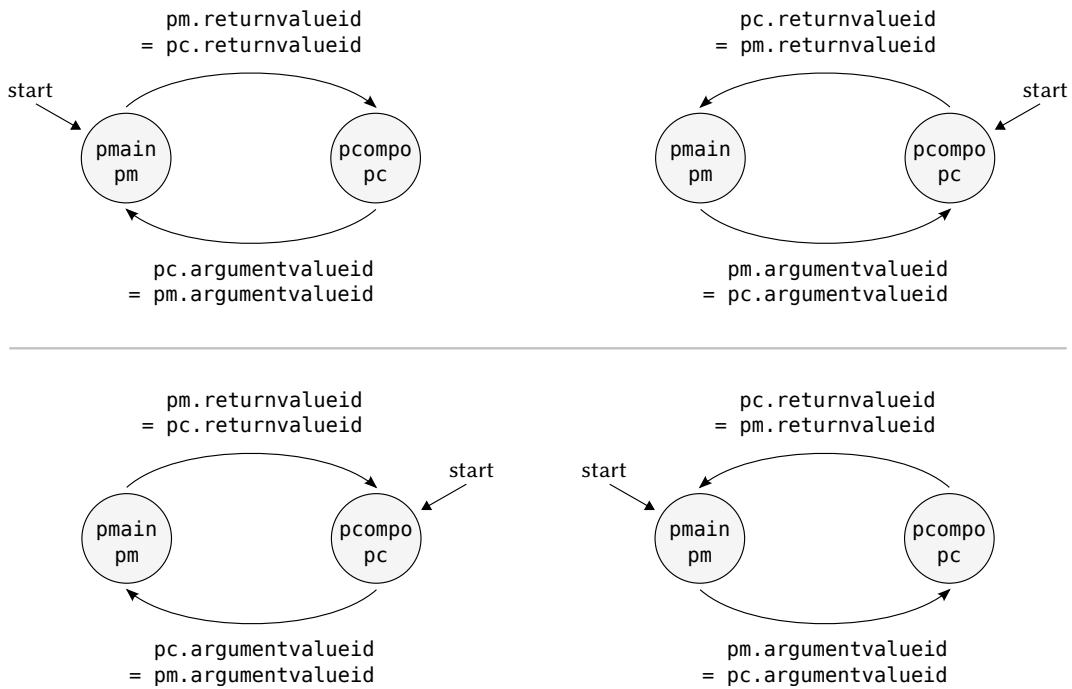 pm.returnvalueid
= pc.returnvalueid
start
pmain
pm
pcompo
pc
pc.argumentvalueid
= pm.argumentvalueid
pc.returnvalueid
= pm.returnvalueid
start
pmain
pm
pcompo
pc
pm.argumentvalueid
= pc.argumentvalueid
pm.returnvalueid
= pc.returnvalueid
start
pmain
pm
pcompo
pc
pc.argumentvalueid
= pm.argumentvalueid
pc.returnvalueid
= pm.returnvalueid
start
pmain
pm
pcompo
pc
pm.argumentvalueid
= pc.argumentvalueid